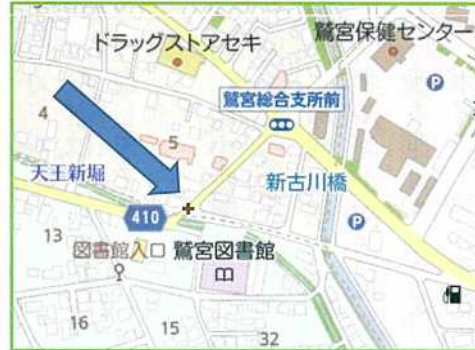 ドラッグストアセキ
鷲宮保健センター
P
鷲宮総合支所前
4
5
天王新堀
新古川橋
410
P
13
図書館入口
鷲宮図書館
16
15
32